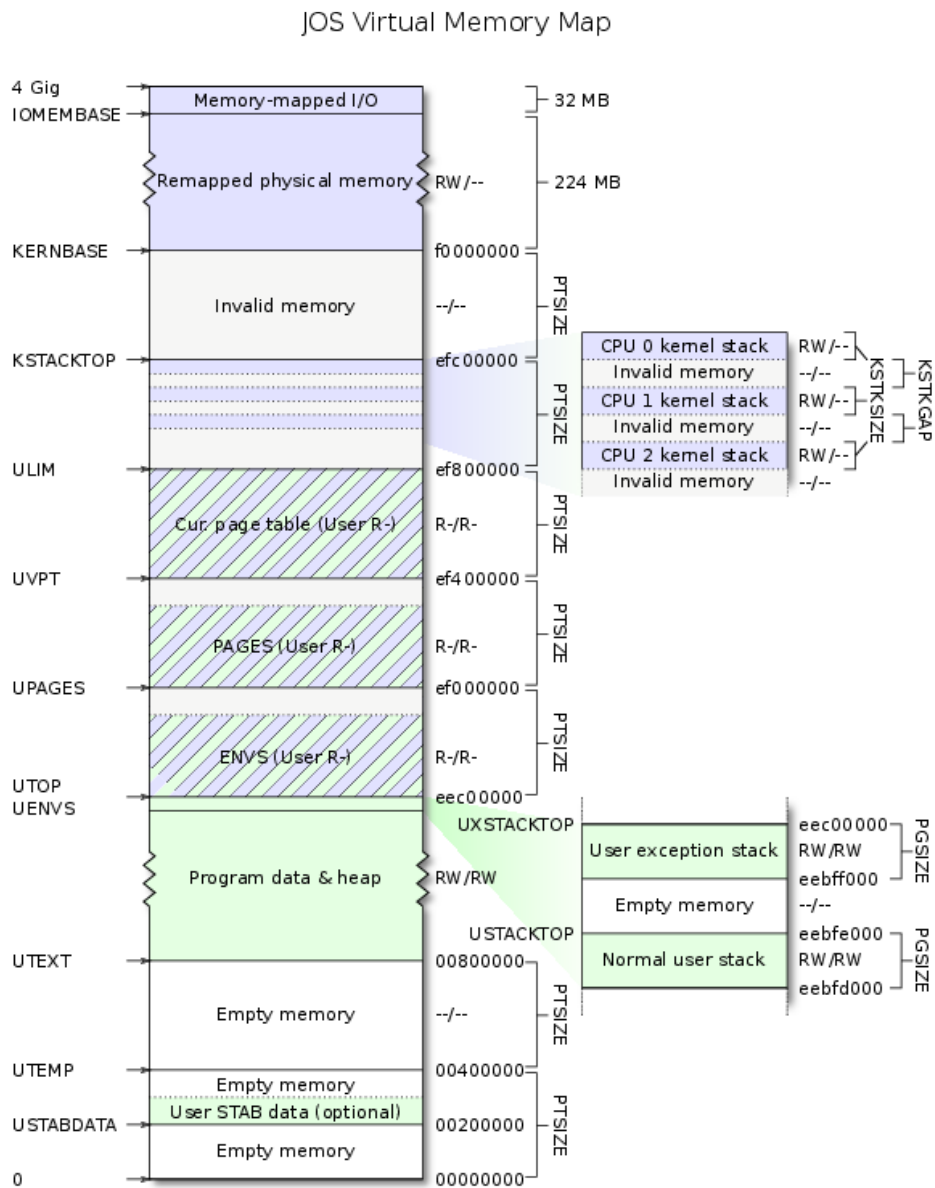 JOS Virtual Memory Map
4 Gig
Memory-mapped I/O
32 MB
IOMEMBASE
Remapped physical memory
RW/--
224 MB
KERNBASE
f0000000
Invalid memory
--/--
PTSIZE
KSTACKTOP
efc00000
PTSIZE
CPU 0 kernel stack
RW/--
Invalid memory
--/--
CPU 1 kernel stack
RW/--
Invalid memory
--/--
CPU 2 kernel stack
RW/--
Invalid memory
--/--
KSTKSIZE
KSTKGAP
ULIM
ef800000
Cur. page table (User R-)
R-/R-
PTSIZE
UVPT
ef400000
PAGES (User R-)
R-/R-
PTSIZE
UPAGES
ef000000
ENVS (User R-)
R-/R-
PTSIZE
UTOP
UENVS
eec00000
Program data & heap
RW/RW
UXSTACKTOP
eec00000
User exception stack
RW/RW
PGSIZE
eebff000
Empty memory
--/--
USTACKTOP
eebfe000
Normal user stack
RW/RW
PGSIZE
eebfd000
UTEXT
00800000
Empty memory
--/--
PTSIZE
UTEMP
00400000
Empty memory
User STAB data (optional)
PTSIZE
USTABDATA
00200000
Empty memory
0
00000000